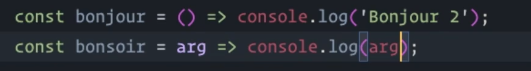 const bonjour = () => console.log('Bonjour 2');
const bonsoir = arg => console.log(arg);